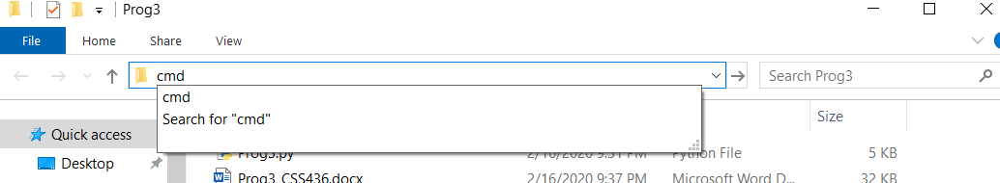 Prog3
File Home Share View
cmd Search Prog3
cmd
Search for "cmd"
Size
Quick access
Prog3.py 2/16/2020 9:31 PM Python File 5 KB
Desktop Prog3_CSS436.docx 2/16/2020 9:37 PM Microsoft Word D... 32 KB